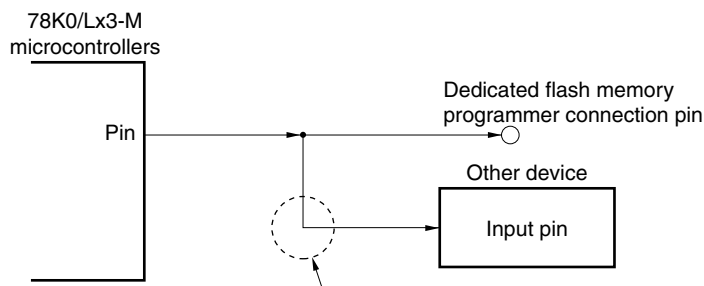 78K0/Lx3-M
microcontrollers
Pin
Dedicated flash memory
programmer connection pin
Other device
Input pin